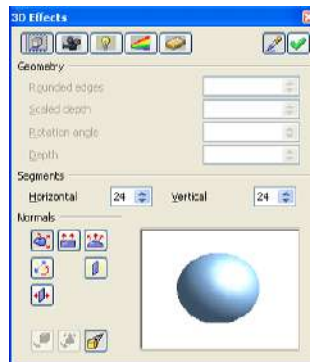 3D Effects
Geometry
Rounded edges
Scaled depth
Rotation angle
Depth
Segments
Horizontal 24 Vertical 24
Normals